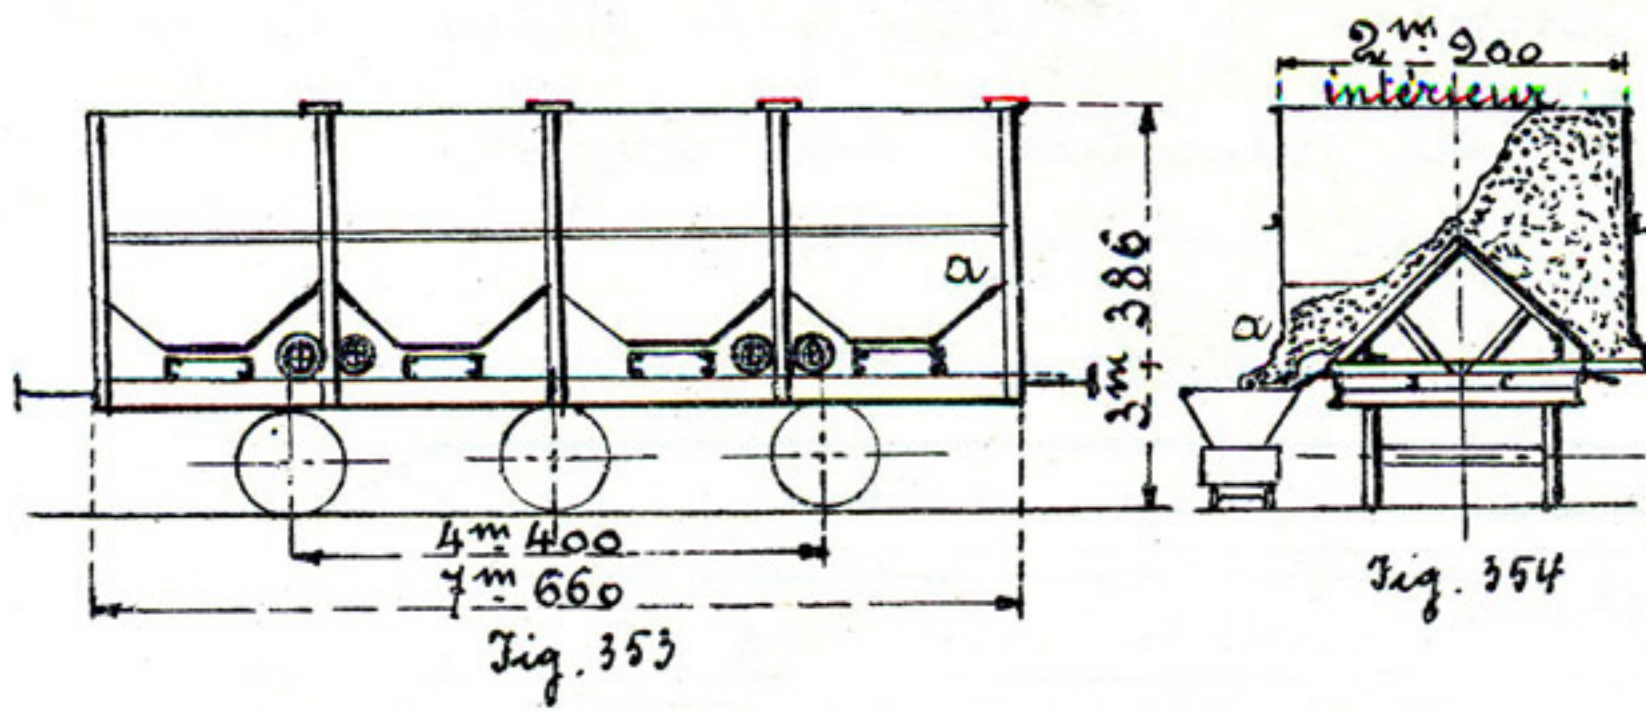 2m 900
intérieur
a
3m 386
a
4m 400
7m 660
Fig. 353
Fig. 354